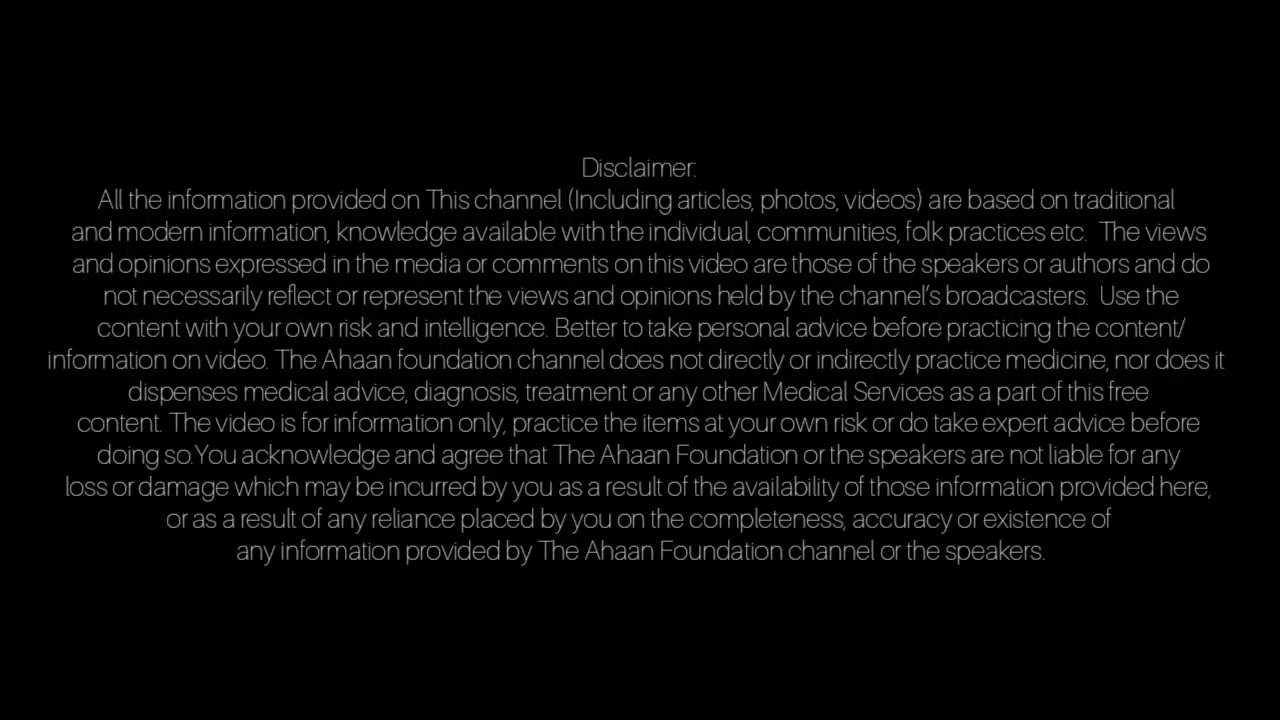 Disclaimer:
All the information provided on This channel (Including articles, photos, videos) are based on traditional
and modern information, knowledge available with the individual, communities, folk practices etc.  The views
and opinions expressed in the media or comments on this video are those of the speakers or authors and do
not necessarily reflect or represent the views and opinions held by the channel's broadcasters.  Use the
content with your own risk and intelligence. Better to take personal advice before practicing the content/
information on video. The Ahaan foundation channel does not directly or indirectly practice medicine, nor does it
dispenses medical advice, diagnosis, treatment or any other Medical Services as a part of this free
content. The video is for information only, practice the items at your own risk or do take expert advice before
doing so.You acknowledge and agree that The Ahaan Foundation or the speakers are not liable for any
loss or damage which may be incurred by you as a result of the availability of those information provided here,
or as a result of any reliance placed by you on the completeness, accuracy or existence of
any information provided by The Ahaan Foundation channel or the speakers.